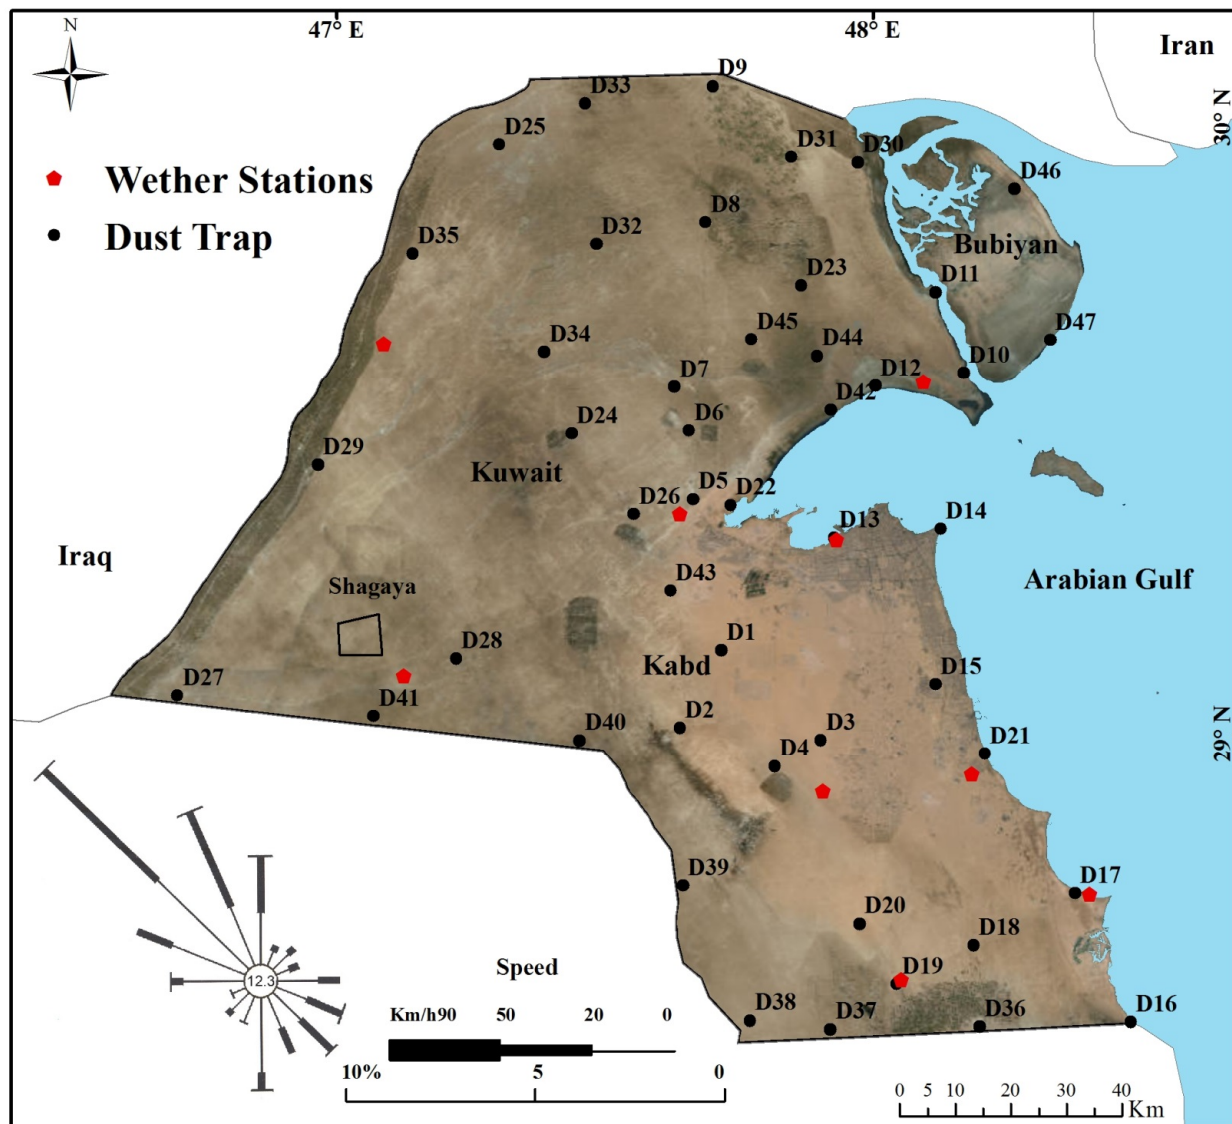 47° E
48° E
N
Iran
30° N
D9
D33
D25
D31
D30
Wether Stations
D46
Dust Trap
D8
D35
D32
Bubiyan
D23
D11
D45
D47
D34
D44
D7
D12
D10
D42
D24
D6
D29
Kuwait
D5
D22
D26
D13
D14
Iraq
Shagaya
D43
Arabian Gulf
D1
D28
Kabd
D27
D15
D41
D2
D40
D3
D4
D21
29° N
D39
D17
D20
D18
Speed
12.3
D19
Km/h90 50 20 0
D38
D37
D36
D16
10% 5 0
0 5 10 20 30 40
Km